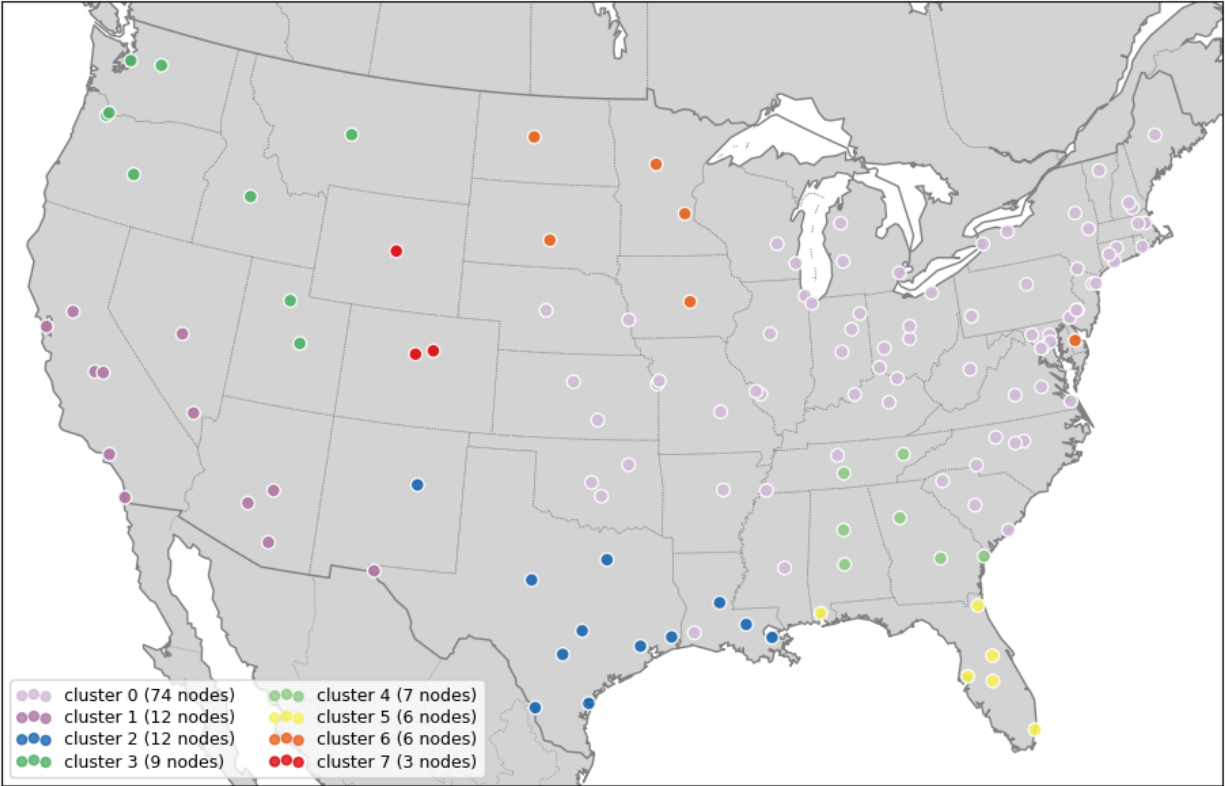 cluster 0 (74 nodes)
cluster 1 (12 nodes)
cluster 2 (12 nodes)
cluster 3 (9 nodes)
cluster 4 (7 nodes)
cluster 5 (6 nodes)
cluster 6 (6 nodes)
cluster 7 (3 nodes)